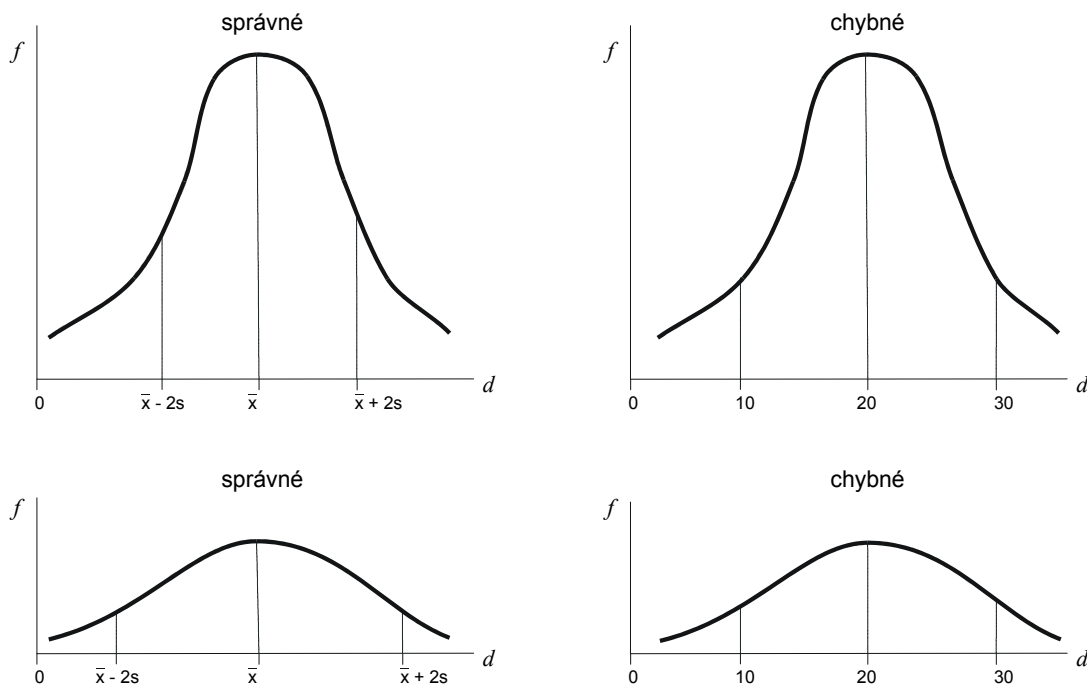 správné
f
0
x̄ - 2s
x̄
x̄ + 2s
d
chybné
f
0
10
20
30
d
správné
f
0
x̄ - 2s
x̄
x̄ + 2s
d
chybné
f
0
10
20
30
d